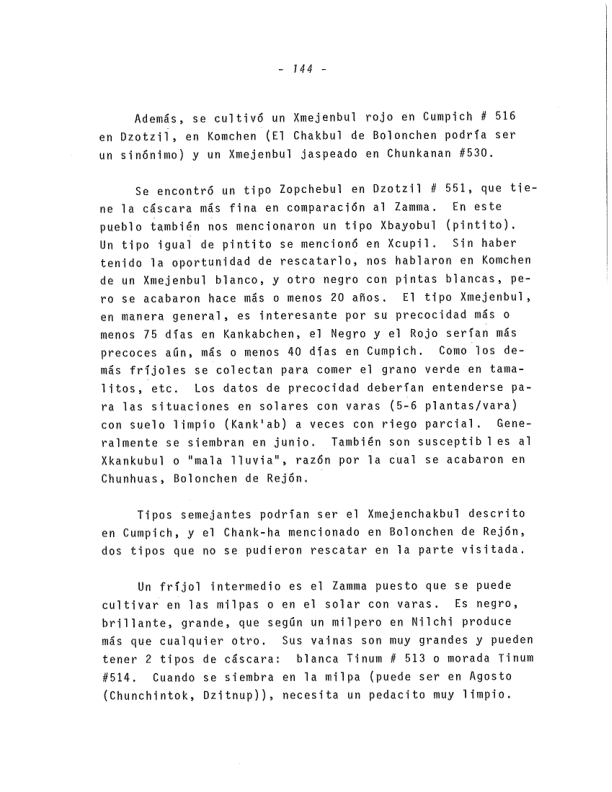 - 144 -
Además, se cultivó un Xmejenbul rojo en Cumpich # 516
en Dzotzil, en Komchen (El Chakbul de Bolonchen podría ser
un sinónimo) y un Xmejenbul jaspeado en Chunkanan #530.
Se encontró un tipo Zopchebul en Dzotzil # 551, que tie-
ne la cáscara más fina en comparación al Zamma. En este
pueblo también nos mencionaron un tipo Xbayobul (pintito).
Un tipo igual de pintito se mencionó en Xcupil. Sin haber
tenido la oportunidad de rescatarlo, nos hablaron en Komchen
de un Xmejenbul blanco, y otro negro con pintas blancas, pe-
ro se acabaron hace más o menos 20 años. El tipo Xmejenbul,
en manera general, es interesante por su precocidad más o
menos 75 días en Kankabchen, el Negro y el Rojo serían más
precoces aún, más o menos 40 días en Cumpich. Como los de-
más fríjoles se colectan para comer el grano verde en tama-
litos, etc. Los datos de precocidad deberían entenderse pa-
ra las situaciones en solares con varas (5-6 plantas/vara)
con suelo limpio (Kank'ab) a veces con riego parcial. Gene-
ralmente se siembran en junio. También son susceptibles al
Xkankubul o "mala lluvia", razón por la cual se acabaron en
Chunhuas, Bolonchen de Rejón.
Tipos semejantes podrían ser el Xmejenchakbul descrito
en Cumpich, y el Chank-ha mencionado en Bolonchen de Rejón,
dos tipos que no se pudieron rescatar en la parte visitada.
Un fríjol intermedio es el Zamma puesto que se puede
cultivar en las milpas o en el solar con varas. Es negro,
brillante, grande, que según un milpero en Nilchi produce
más que cualquier otro. Sus vainas son muy grandes y pueden
tener 2 tipos de cáscara: blanca Tinum # 513 o morada Tinum
#514. Cuando se siembra en la milpa (puede ser en Agosto
(Chunchintok, Dzitnup)), necesita un pedacito muy limpio.